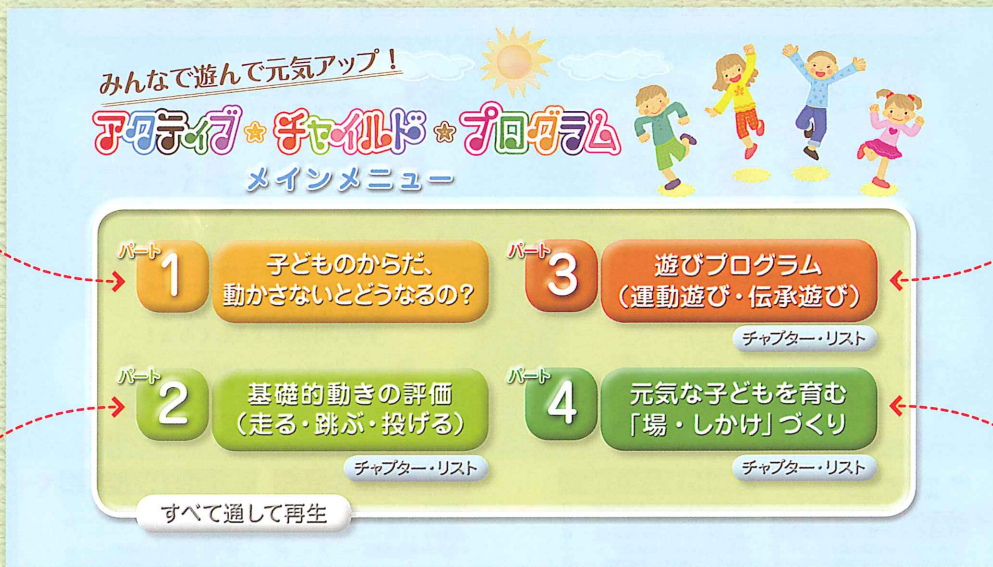 みんなで遊んで元気アップ!
アクティブ☆チャイルド☆プログラム
メインメニュー
パート1
子どものからだ、
動かさないとどうなるの?
パート2
基礎的動きの評価
(走る・跳ぶ・投げる)
チャプター・リスト
パート3
遊びプログラム
(運動遊び・伝承遊び)
チャプター・リスト
パート4
元気な子どもを育む
「場・しかけ」づくり
チャプター・リスト
すべて通して再生